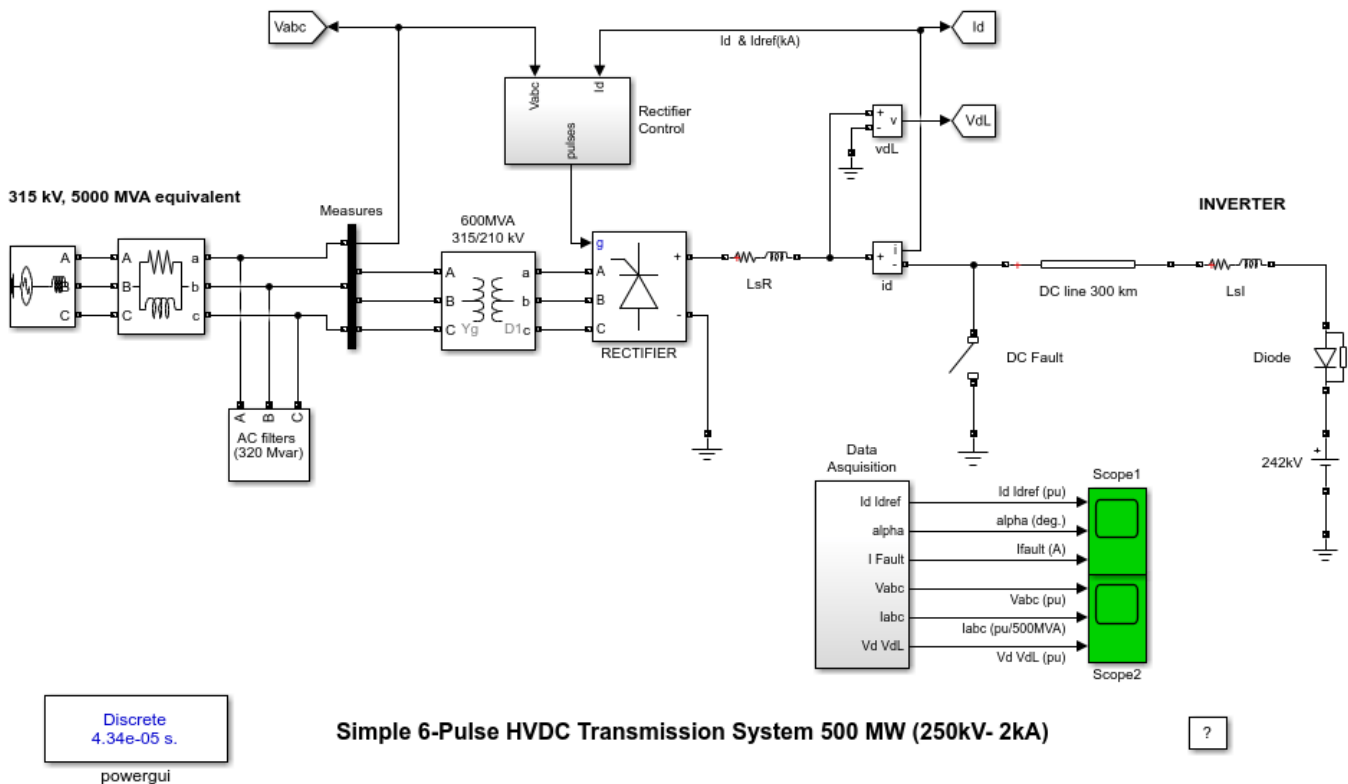 Vabc
Id & Idref(kA)
Id
Vabc
Id
pulses
Rectifier
Control
+
-
v
vdL
VdL
315 kV, 5000 MVA equivalent
INVERTER
A
B
C
A
B
C
a
b
c
Measures
600MVA
315/210 kV
A
B
C
Yg
D1
a
b
c
g
A
B
C
+
-
RECTIFIER
LsR
+
i
-
id
DC line 300 km
LsI
DC Fault
Diode
A
B
C
AC filters
(320 Mvar)
+
242kV
Data
Asquisition
Id Idref
alpha
I Fault
Vabc
Iabc
Vd VdL
Id Idref (pu)
alpha (deg.)
Ifault (A)
Vabc (pu)
Iabc (pu/500MVA)
Vd VdL (pu)
Scope1
Scope2
Discrete
4.34e-05 s.
powergui
Simple 6-Pulse HVDC Transmission System 500 MW (250kV- 2kA)
?